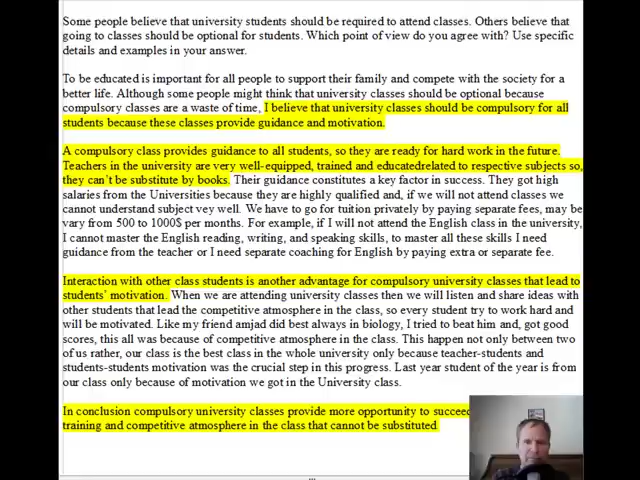 Some people believe that university students should be required to attend classes. Others believe that
going to classes should be optional for students. Which point of view do you agree with? Use specific
details and examples in your answer.
To be educated is important for all people to support their family and compete with the society for a
better life. Although some people might think that university classes should be optional because
compulsory classes are a waste of time, I believe that university classes should be compulsory for all
students because these classes provide guidance and motivation.
A compulsory class provides guidance to all students, so they are ready for hard work in the future.
Teachers in the university are very well-equipped, trained and educatedrelated to respective subjects so,
they can't be substitute by books. Their guidance constitutes a key factor in success. They got high
salaries from the Universities because they are highly qualified and, if we will not attend classes we
cannot understand subject vey well. We have to go for tuition privately by paying separate fees, may be
vary from 500 to 1000$ per months. For example, if I will not attend the English class in the university,
I cannot master the English reading, writing, and speaking skills, to master all these skills I need
guidance from the teacher or I need separate coaching for English by paying extra or separate fee.
Interaction with other class students is another advantage for compulsory university classes that lead to
students' motivation. When we are attending university classes then we will listen and share ideas with
other students that lead the competitive atmosphere in the class, so every student try to work hard and
will be motivated. Like my friend amjad did best always in biology, I tried to beat him and, got good
scores, this all was because of competitive atmosphere in the class. This happen not only between two
of us rather, our class is the best class in the whole university only because teacher-students and
students-students motivation was the crucial step in this progress. Last year student of the year is from
our class only because of motivation we got in the University class.
In conclusion compulsory university classes provide more opportunity to succeed
training and competitive atmosphere in the class that cannot be substituted